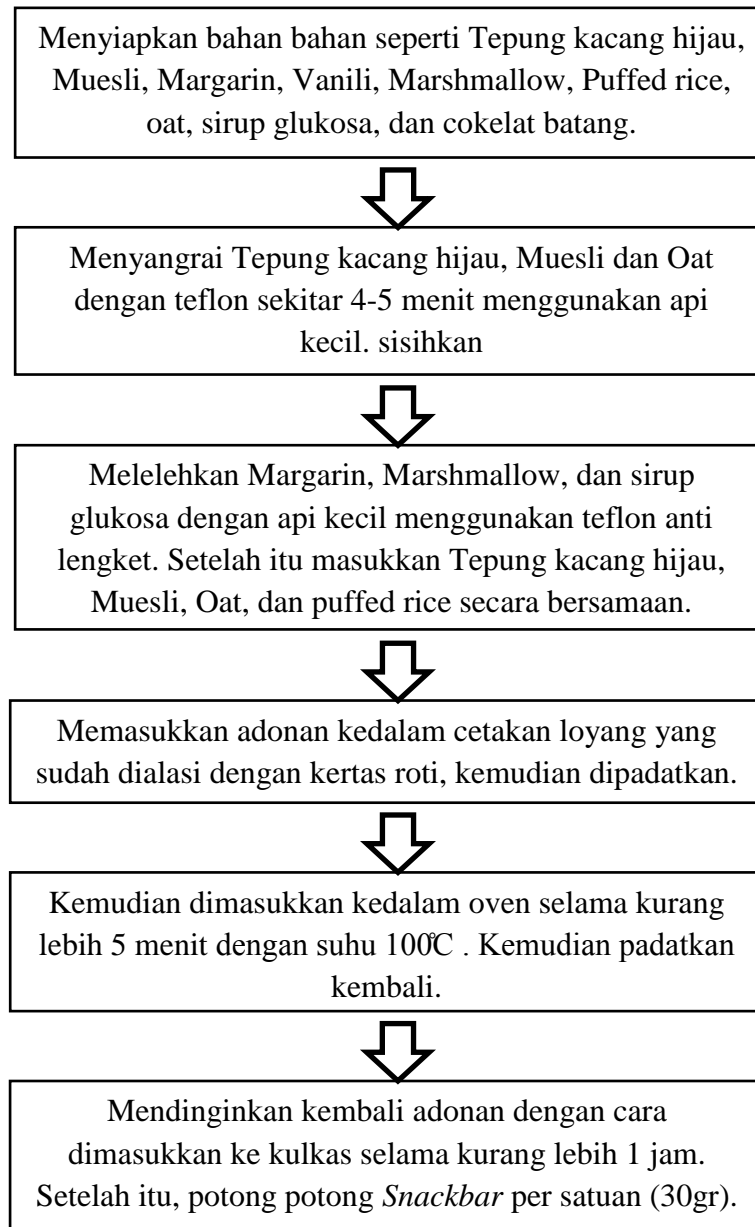 Menyiapkan bahan bahan seperti Tepung kacang hijau,
Muesli, Margarin, Vanili, Marshmallow, Puffed rice,
oat, sirup glukosa, dan cokelat batang.
Menyangrai Tepung kacang hijau, Muesli dan Oat
dengan teflon sekitar 4-5 menit menggunakan api
kecil. sisihkan
Melelehkan Margarin, Marshmallow, dan sirup
glukosa dengan api kecil menggunakan teflon anti
lengket. Setelah itu masukkan Tepung kacang hijau,
Muesli, Oat, dan puffed rice secara bersamaan.
Memasukkan adonan kedalam cetakan loyang yang
sudah dialasi dengan kertas roti, kemudian dipadatkan.
Kemudian dimasukkan kedalam oven selama kurang
lebih 5 menit dengan suhu 100℃ . Kemudian padatkan
kembali.
Mendinginkan kembali adonan dengan cara
dimasukkan ke kulkas selama kurang lebih 1 jam.
Setelah itu, potong potong Snackbar per satuan (30gr).